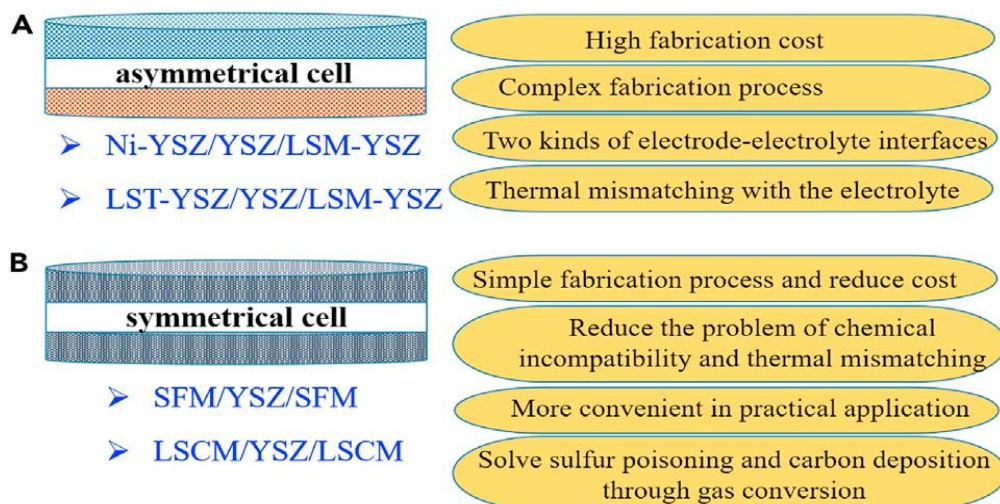 A
asymmetrical cell
➤ Ni-YSZ/YSZ/LSM-YSZ
➤ LST-YSZ/YSZ/LSM-YSZ
High fabrication cost
Complex fabrication process
Two kinds of electrode-electrolyte interfaces
Thermal mismatching with the electrolyte
B
symmetrical cell
➤ SFM/YSZ/SFM
➤ LSCM/YSZ/LSCM
Simple fabrication process and reduce cost
Reduce the problem of chemical
incompatibility and thermal mismatching
More convenient in practical application
Solve sulfur poisoning and carbon deposition
through gas conversion